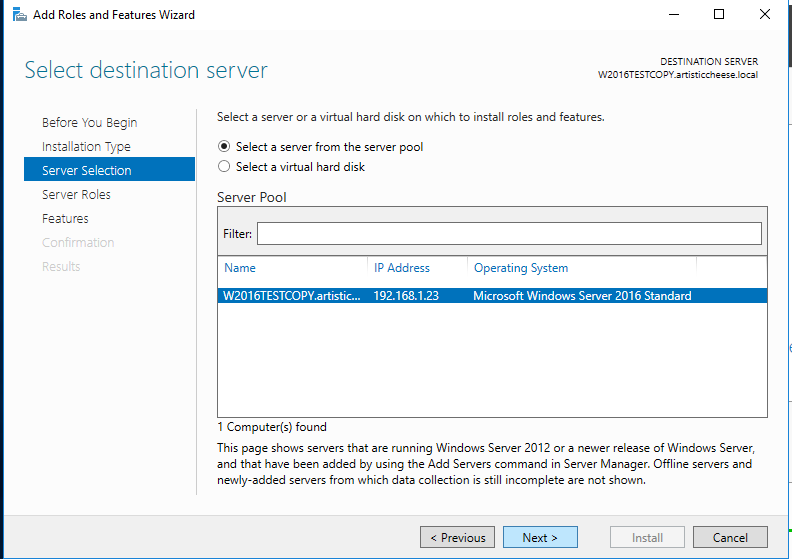 Add Roles and Features Wizard
Select destination server
DESTINATION SERVER
W2016TESTCOPY.artisticcheese.local
Before You Begin
Installation Type
Server Selection
Server Roles
Features
Confirmation
Results
Select a server or a virtual hard disk on which to install roles and features.
Select a server from the server pool
Select a virtual hard disk
Server Pool
Filter:
Name IP Address Operating System
W2016TESTCOPY.artistic... 192.168.1.23 Microsoft Windows Server 2016 Standard
1 Computer(s) found
This page shows servers that are running Windows Server 2012 or a newer release of Windows Server,
and that have been added by using the Add Servers command in Server Manager. Offline servers and
newly-added servers from which data collection is still incomplete are not shown.
< Previous Next > Install Cancel